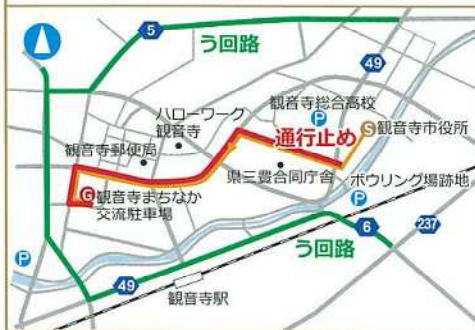 5
う回路
49
ハローワーク
観音寺
観音寺総合高校
P
通行止め
S 観音寺市役所
観音寺郵便局
県三豊合同庁舎
ボウリング場跡地
P
G 観音寺まちなか
交流駐車場
P
う回路
6
237
49
観音寺駅
P